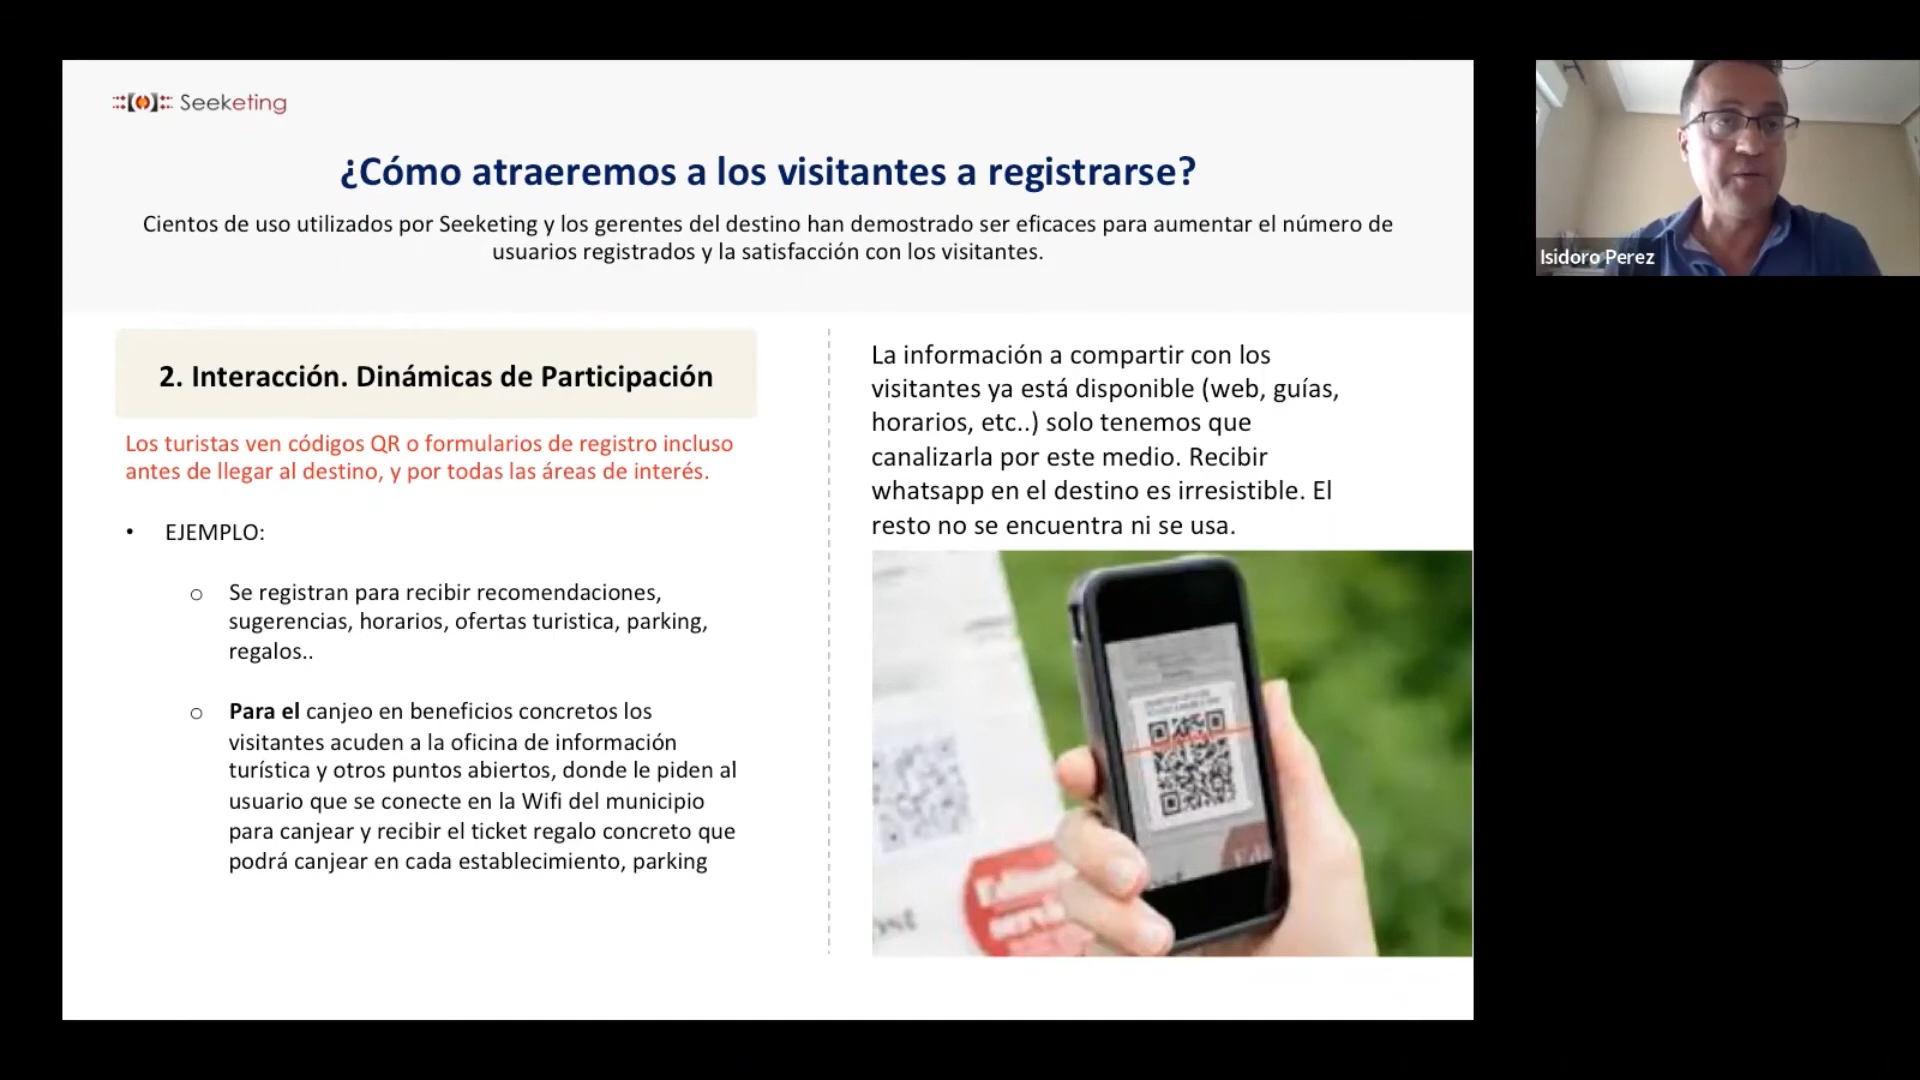 Seeketing
¿Cómo atraeremos a los visitantes a registrarse?
Cientos de uso utilizados por Seeketing y los gerentes del destino han demostrado ser eficaces para aumentar el número de
usuarios registrados y la satisfacción con los visitantes.
2. Interacción. Dinámicas de Participación
Los turistas ven códigos QR o formularios de registro incluso
antes de llegar al destino, y por todas las áreas de interés.
• EJEMPLO:
o Se registran para recibir recomendaciones,
sugerencias, horarios, ofertas turistica, parking,
regalos..
o Para el canjeo en beneficios concretos los
visitantes acuden a la oficina de información
turística y otros puntos abiertos, donde le piden al
usuario que se conecte en la Wifi del municipio
para canjear y recibir el ticket regalo concreto que
podrá canjear en cada establecimiento, parking
La información a compartir con los
visitantes ya está disponible (web, guías,
horarios, etc..) solo tenemos que
canalizarla por este medio. Recibir
whatsapp en el destino es irresistible. El
resto no se encuentra ni se usa.
Isidoro Perez